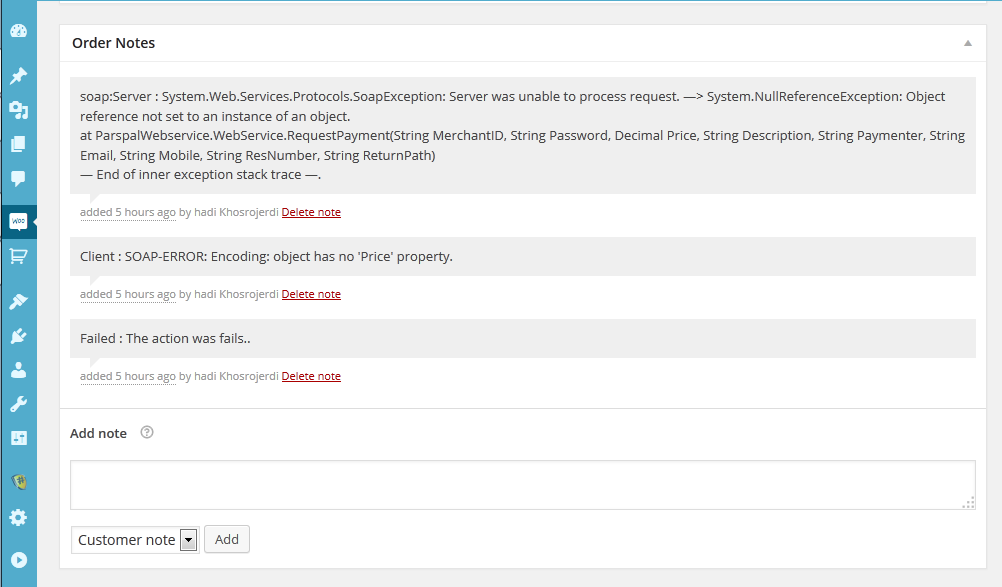 Order Notes
soap:Server : System.Web.Services.Protocols.SoapException: Server was unable to process request. —> System.NullReferenceException: Object
reference not set to an instance of an object.
at ParspalWebservice.WebService.RequestPayment(String MerchantID, String Password, Decimal Price, String Description, String Paymenter, String
Email, String Mobile, String ResNumber, String ReturnPath)
— End of inner exception stack trace —.
added 5 hours ago by hadi Khosrojerdi Delete note
Client : SOAP-ERROR: Encoding: object has no 'Price' property.
added 5 hours ago by hadi Khosrojerdi Delete note
Failed : The action was fails..
added 5 hours ago by hadi Khosrojerdi Delete note
Add note ?
Customer note Add
Woo